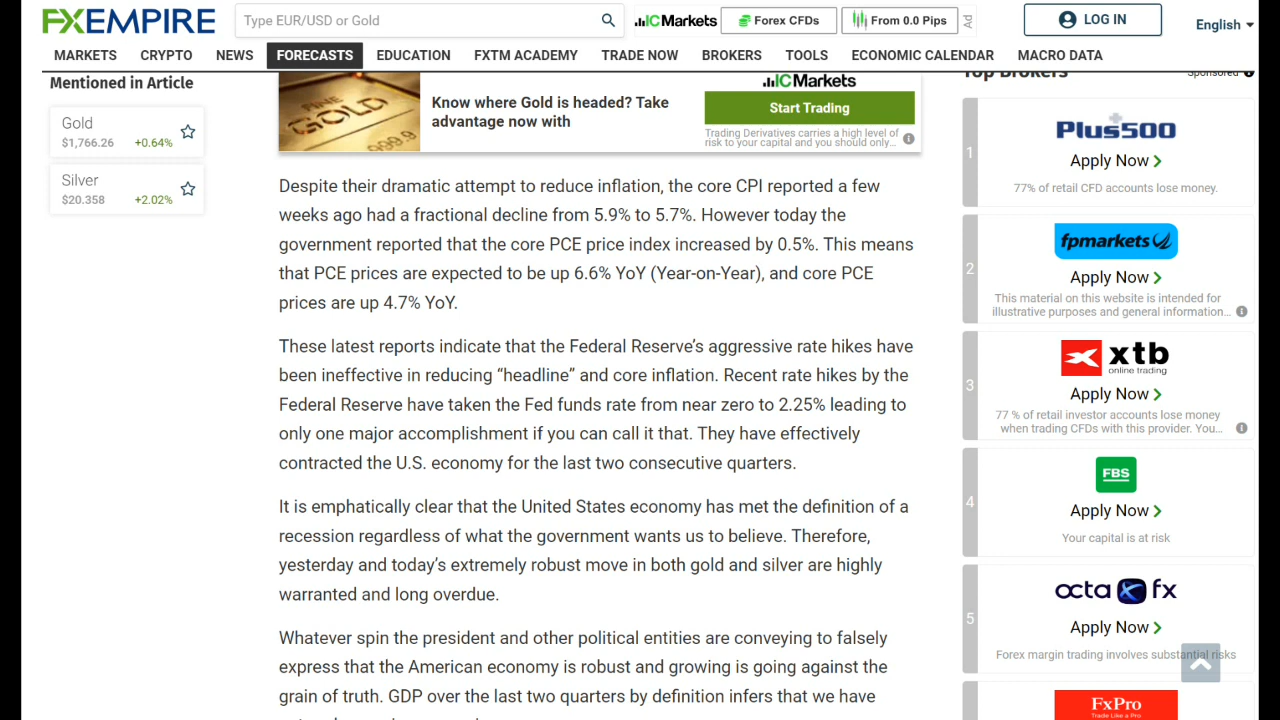 FXEMPIRE
Type EUR/USD or Gold
ICMarkets
Forex CFDs
From 0.0 Pips
Ad
LOG IN
English
MARKETS CRYPTO NEWS FORECASTS EDUCATION FXTM ACADEMY TRADE NOW BROKERS TOOLS ECONOMIC CALENDAR MACRO DATA
Mentioned in Article
Gold
$1,766.26 +0.64%
Silver
$20.358 +2.02%
FINE
GOLD
999.9
Know where Gold is headed? Take
advantage now with
ICMarkets
Start Trading
Trading Derivatives carries a high level of
risk to your capital and you should only...
Despite their dramatic attempt to reduce inflation, the core CPI reported a few
weeks ago had a fractional decline from 5.9% to 5.7%. However today the
government reported that the core PCE price index increased by 0.5%. This means
that PCE prices are expected to be up 6.6% YoY (Year-on-Year), and core PCE
prices are up 4.7% YoY.
These latest reports indicate that the Federal Reserve’s aggressive rate hikes have
been ineffective in reducing “headline” and core inflation. Recent rate hikes by the
Federal Reserve have taken the Fed funds rate from near zero to 2.25% leading to
only one major accomplishment if you can call it that. They have effectively
contracted the U.S. economy for the last two consecutive quarters.
It is emphatically clear that the United States economy has met the definition of a
recession regardless of what the government wants us to believe. Therefore,
yesterday and today’s extremely robust move in both gold and silver are highly
warranted and long overdue.
Whatever spin the president and other political entities are conveying to falsely
express that the American economy is robust and growing is going against the
grain of truth. GDP over the last two quarters by definition infers that we have
Top Brokers
Sponsored
1
Plus500
Apply Now
77% of retail CFD accounts lose money.
2
fpmarkets
Apply Now
This material on this website is intended for
illustrative purposes and general information...
3
xtb
online trading
Apply Now
77 % of retail investor accounts lose money
when trading CFDs with this provider. You...
4
FBS
Apply Now
Your capital is at risk
5
octa fx
Apply Now
Forex margin trading involves substantial risks
FxPro
Trade Like a Pro